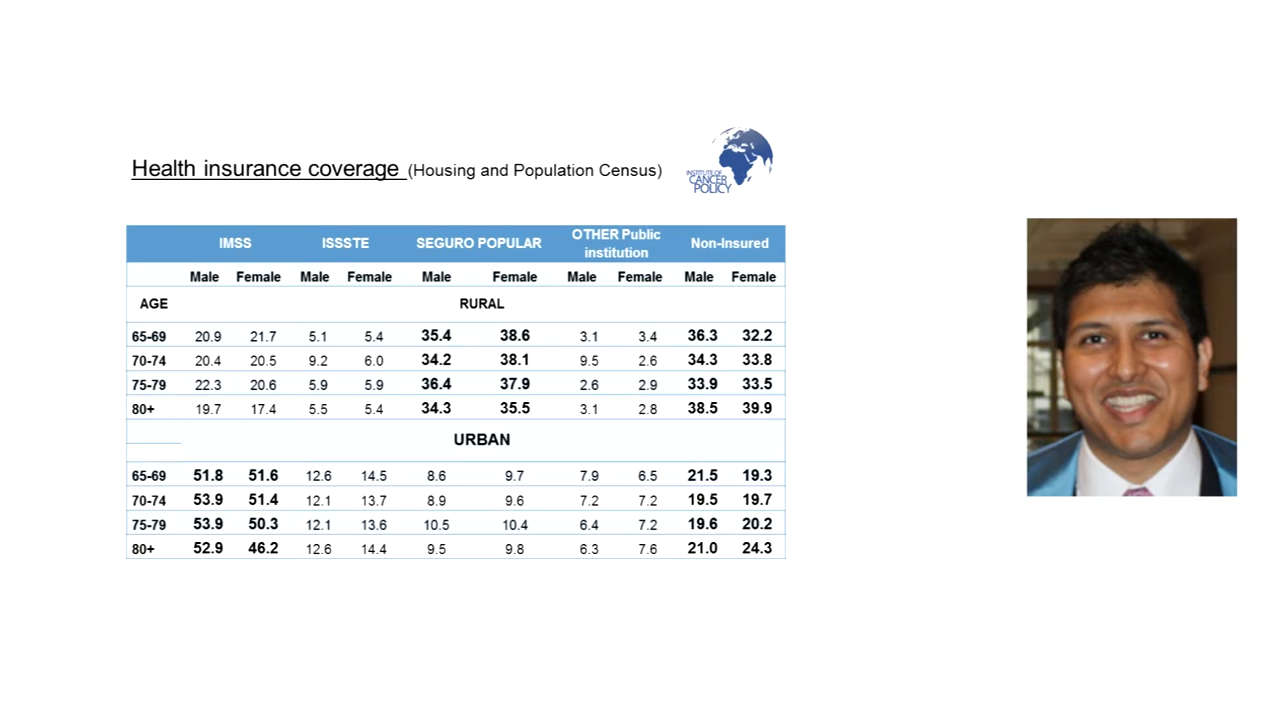 Health insurance coverage (Housing and Population Census)
INSTITUTE OF
CANCER
POLICY
IMSS ISSSTE SEGURO POPULAR OTHER Public institution Non-Insured
Male Female Male Female Male Female Male Female Male Female
AGE RURAL
65-69 20.9 21.7 5.1 5.4 35.4 38.6 3.1 3.4 36.3 32.2
70-74 20.4 20.5 9.2 6.0 34.2 38.1 9.5 2.6 34.3 33.8
75-79 22.3 20.6 5.9 5.9 36.4 37.9 2.6 2.9 33.9 33.5
80+ 19.7 17.4 5.5 5.4 34.3 35.5 3.1 2.8 38.5 39.9
URBAN
65-69 51.8 51.6 12.6 14.5 8.6 9.7 7.9 6.5 21.5 19.3
70-74 53.9 51.4 12.1 13.7 8.9 9.6 7.2 7.2 19.5 19.7
75-79 53.9 50.3 12.1 13.6 10.5 10.4 6.4 7.2 19.6 20.2
80+ 52.9 46.2 12.6 14.4 9.5 9.8 6.3 7.6 21.0 24.3